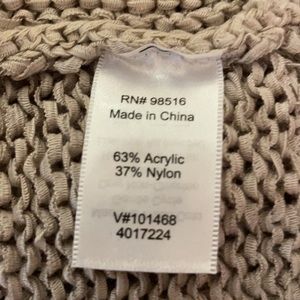 RN# 98516
Made in China
63% Acrylic
37% Nylon
V#101468
4017224